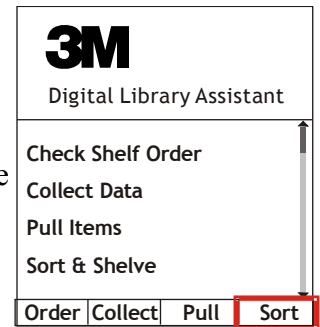 3M
Digital Library Assistant
Check Shelf Order
e
Collect Data
Pull Items
Sort & Shelve
Order Collect Pull Sort